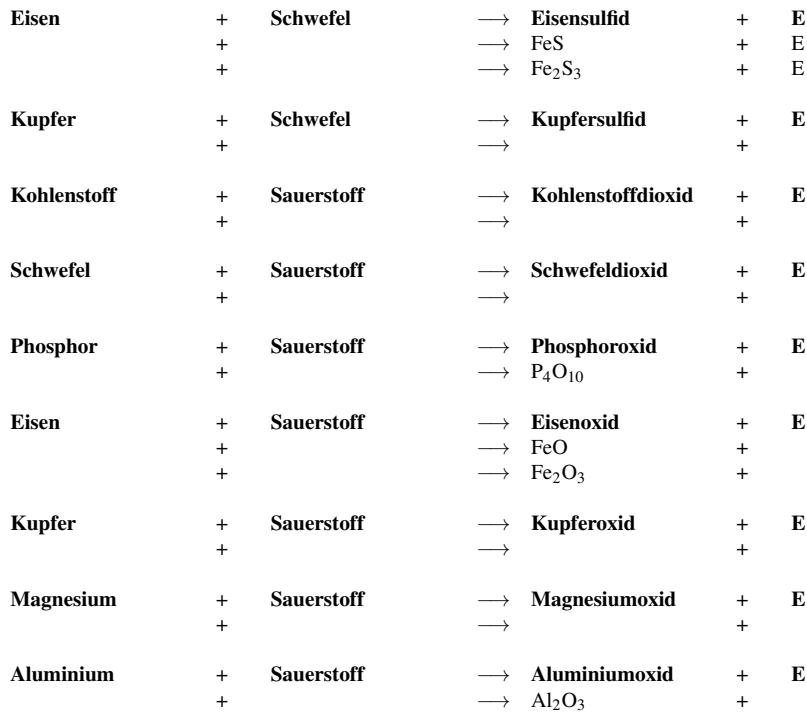 Eisen + Schwefel ⟶ Eisensulfid + E
+ ⟶ FeS + E
+ ⟶ Fe₂S₃ + E
Kupfer + Schwefel ⟶ Kupfersulfid + E
+ ⟶ +
Kohlenstoff + Sauerstoff ⟶ Kohlenstoffdioxid + E
+ ⟶ +
Schwefel + Sauerstoff ⟶ Schwefeldioxid + E
+ ⟶ +
Phosphor + Sauerstoff ⟶ Phosphoroxid + E
+ ⟶ P₄O₁₀ +
Eisen + Sauerstoff ⟶ Eisenoxid + E
+ ⟶ FeO +
+ ⟶ Fe₂O₃ +
Kupfer + Sauerstoff ⟶ Kupferoxid + E
+ ⟶ +
Magnesium + Sauerstoff ⟶ Magnesiumoxid + E
+ ⟶ +
Aluminium + Sauerstoff ⟶ Aluminiumoxid + E
+ ⟶ Al₂O₃ +